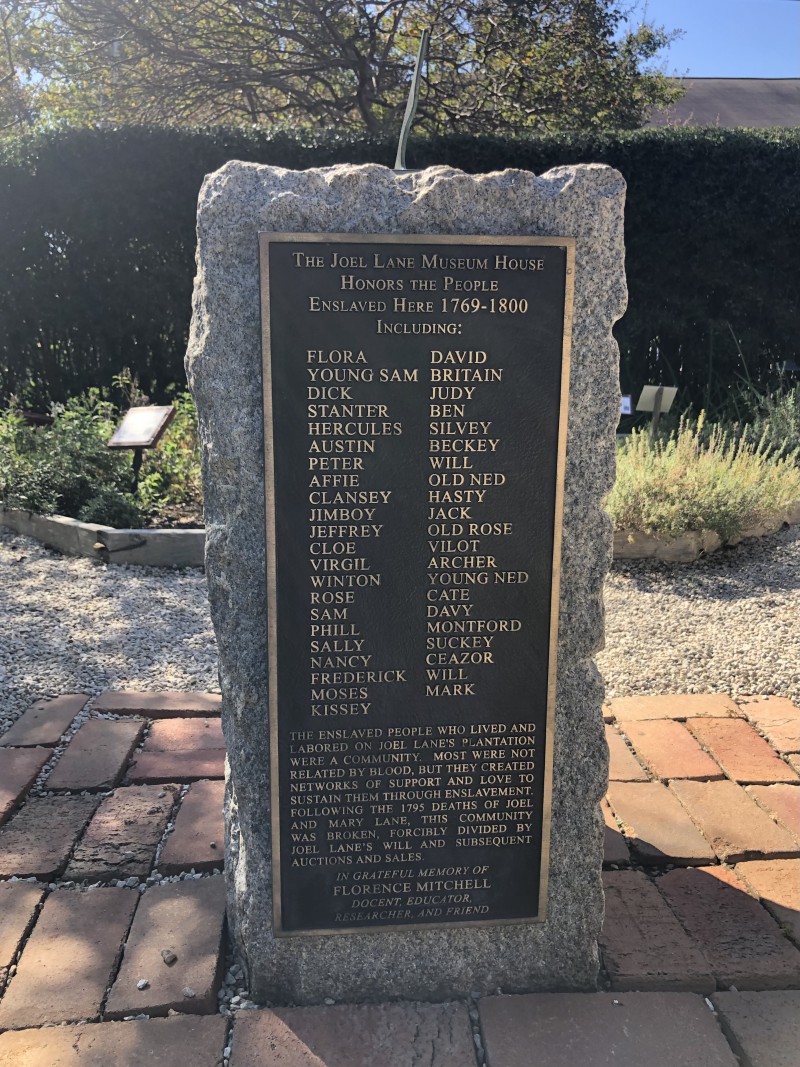 The Joel Lane Museum House
Honors the People
Enslaved Here 1769-1800
Including:
FLORA
YOUNG SAM
DICK
STANTER
HERCULES
AUSTIN
PETER
AFFIE
CLANSEY
JIMBOY
JEFFREY
CLOE
VIRGIL
WINTON
ROSE
SAM
PHILL
SALLY
NANCY
FREDERICK
MOSES
KISSEY
DAVID
BRITAIN
JUDY
BEN
SILVEY
BECKEY
WILL
OLD NED
HASTY
JACK
OLD ROSE
VILOT
ARCHER
YOUNG NED
CATE
DAVY
MONTFORD
SUCKEY
CEAZOR
WILL
MARK
THE ENSLAVED PEOPLE WHO LIVED AND
LABORED ON JOEL LANE'S PLANTATION
WERE A COMMUNITY. MOST WERE NOT
RELATED BY BLOOD, BUT THEY CREATED
NETWORKS OF SUPPORT AND LOVE TO
SUSTAIN THEM THROUGH ENSLAVEMENT.
FOLLOWING THE 1795 DEATHS OF JOEL
AND MARY LANE, THIS COMMUNITY
WAS BROKEN, FORCIBLY DIVIDED BY
JOEL LANE'S WILL AND SUBSEQUENT
AUCTIONS AND SALES.
IN GRATEFUL MEMORY OF
FLORENCE MITCHELL
DOCENT, EDUCATOR,
RESEARCHER, AND FRIEND